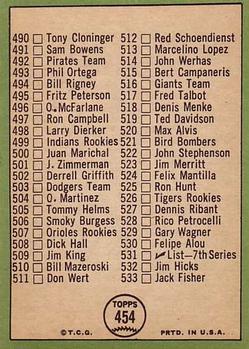 490 Tony Cloninger
491 Sam Bowens
492 Pirates Team
493 Phil Ortega
494 Bill Rigney
495 Fritz Peterson
496 O. McFarlane
497 Ron Campbell
498 Larry Dierker
499 Indians Rookies
500 Juan Marichal
501 J. Zimmerman
502 Derrell Griffith
503 Dodgers Team
504 O. Martinez
505 Tommy Helms
506 Smoky Burgess
507 Orioles Rookies
508 Dick Hall
509 Jim King
510 Bill Mazeroski
511 Don Wert
512 Red Schoendienst
513 Marcelino Lopez
514 John Werhas
515 Bert Campaneris
516 Giants Team
517 Fred Talbot
518 Denis Menke
519 Ted Davidson
520 Max Alvis
521 Bird Bombers
522 John Stephenson
523 Jim Merritt
524 Felix Mantilla
525 Ron Hunt
526 Tigers Rookies
527 Dennis Ribant
528 Rico Petrocelli
529 Gary Wagner
530 Felipe Alou
531 List—7th Series
532 Jim Hicks
533 Jack Fisher
TOPPS
454
© T.C.G.
PRTD. IN U.S.A.